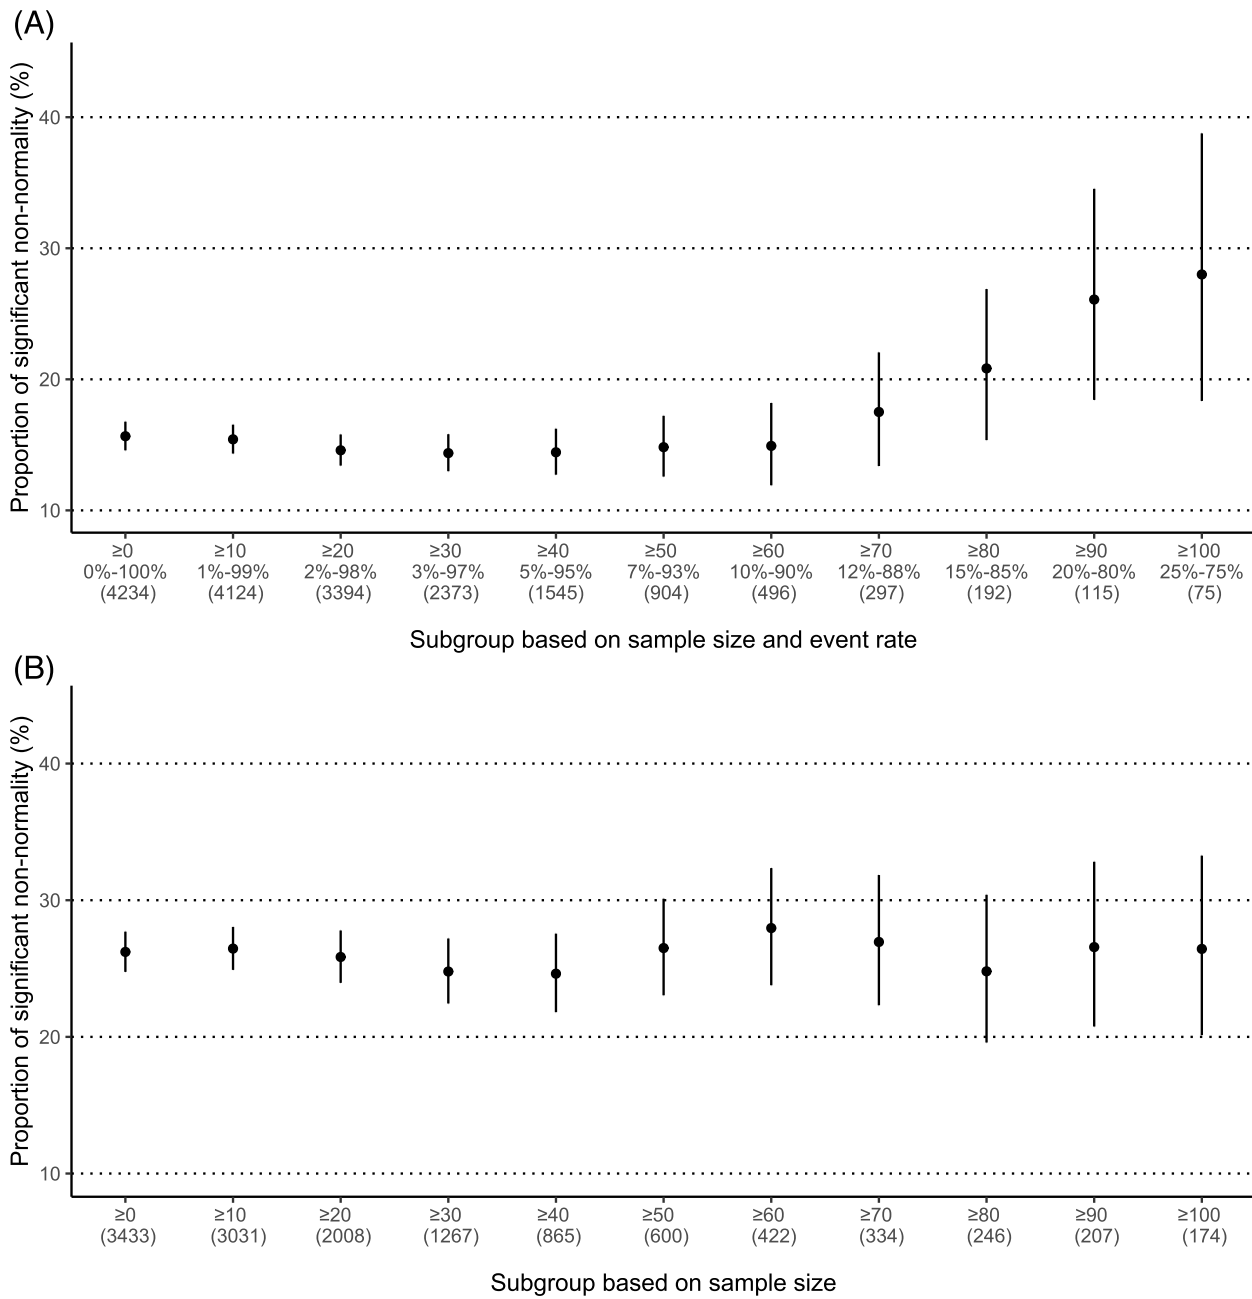 (A)
Proportion of significant non-normality (%)
40
30
20
10
≥0 ≥10 ≥20 ≥30 ≥40 ≥50 ≥60 ≥70 ≥80 ≥90 ≥100
0%-100% 1%-99% 2%-98% 3%-97% 5%-95% 7%-93% 10%-90% 12%-88% 15%-85% 20%-80% 25%-75%
(4234) (4124) (3394) (2373) (1545) (904) (496) (297) (192) (115) (75)
Subgroup based on sample size and event rate
(B)
Proportion of significant non-normality (%)
40
30
20
10
≥0 ≥10 ≥20 ≥30 ≥40 ≥50 ≥60 ≥70 ≥80 ≥90 ≥100
(3433) (3031) (2008) (1267) (865) (600) (422) (334) (246) (207) (174)
Subgroup based on sample size